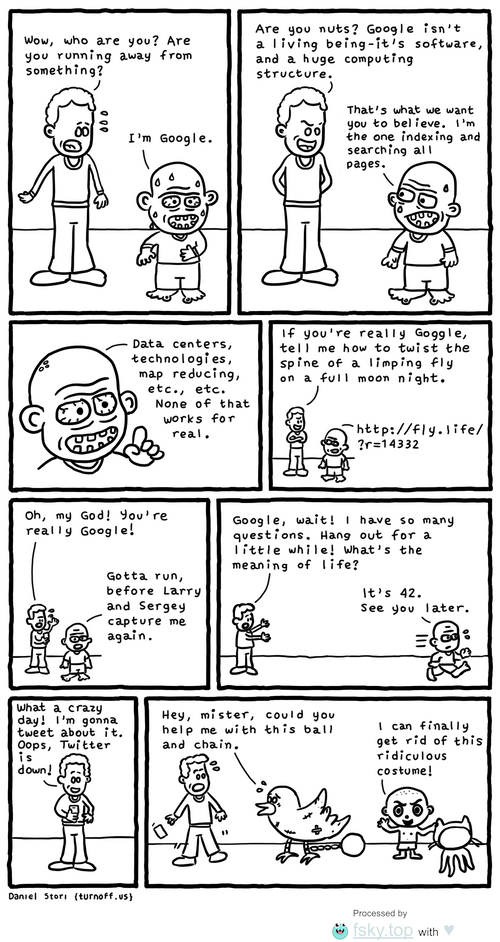 Wow, who are you? Are
you running away from
something?
I'm Google.
Are you nuts? Google isn't
a living being-it's software,
and a huge computing
structure.
That's what we want
you to believe. I'm
the one indexing and
searching all
pages.
Data centers,
technologies,
map reducing,
etc., etc.
None of that
works for
real.
If you're really Goggle,
tell me how to twist the
spine of a limping fly
on a full moon night.
http://fly.life/
?r=14332
Oh, my God! You're
really Google!
Gotta run,
before Larry
and Sergey
capture me
again.
Google, wait! I have so many
questions. Hang out for a
little while! What's the
meaning of life?
It's 42.
See you later.
What a crazy
day! I'm gonna
tweet about it.
Oops, Twitter
is
down!
Hey, mister, could you
help me with this ball
and chain.
I can finally
get rid of this
ridiculous
costume!
Daniel Stori {turnoff.us}
Processed by
fsky.top with ♥